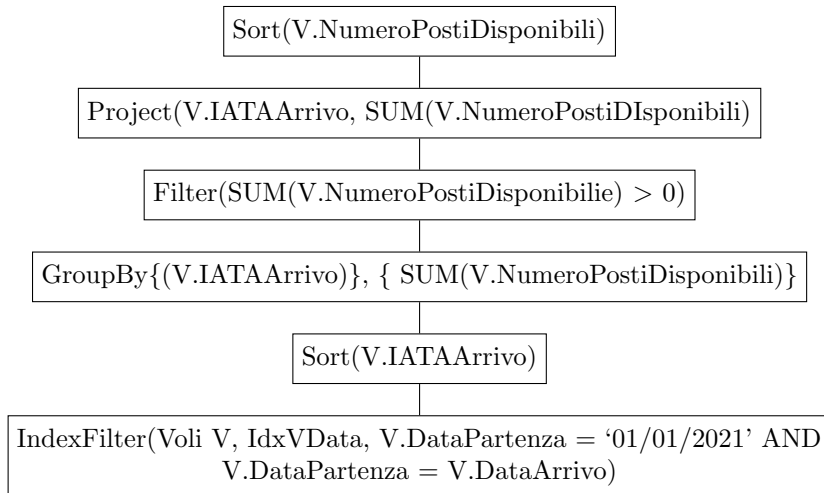 Sort(V.NumeroPostiDisponibili)
Project(V.IATAArrivo, SUM(V.NumeroPostiDIsponibili)
Filter(SUM(V.NumeroPostiDisponibilie) > 0)
GroupBy{(V.IATAArrivo)}, { SUM(V.NumeroPostiDisponibili)}
Sort(V.IATAArrivo)
IndexFilter(Voli V, IdxVData, V.DataPartenza = ‘01/01/2021’ AND
V.DataPartenza = V.DataArrivo)